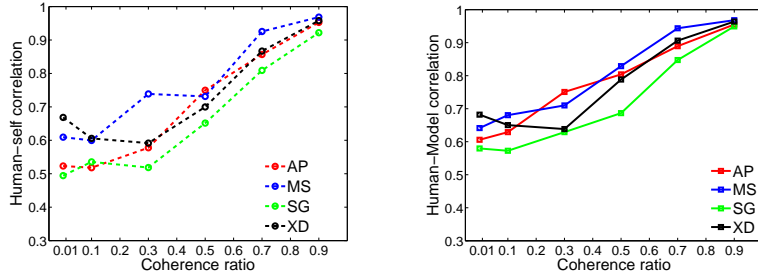 Human−self correlation
1
0.9
0.8
0.7
0.6
0.5
0.4
0.3
0.01 0.1 0.2 0.3 0.4 0.5 0.6 0.7 0.8 0.9
Coherence ratio
AP
MS
SG
XD
Human−Model correlation
1
0.9
0.8
0.7
0.6
0.5
0.4
0.3
0.01 0.1 0.2 0.3 0.4 0.5 0.6 0.7 0.8 0.9
Coherence ratio
AP
MS
SG
XD